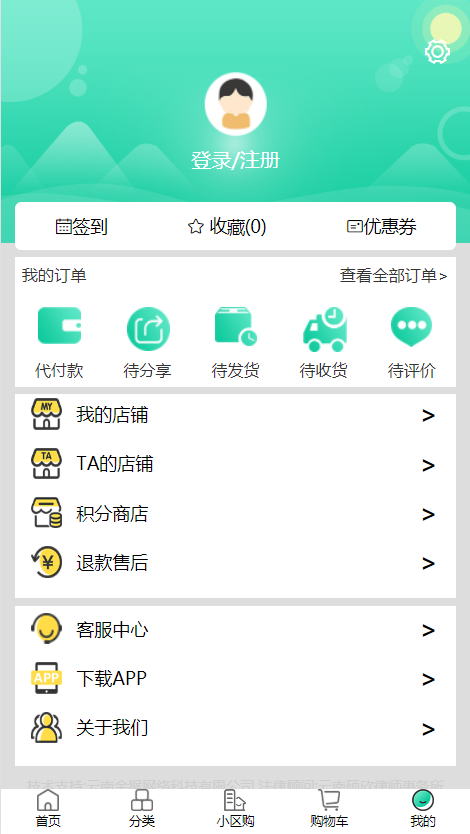 登录/注册
签到
收藏(0)
优惠券
我的订单
查看全部订单>
代付款
待分享
待发货
待收货
待评价
MY
我的店铺 >
TA
TA的店铺 >
积分商店 >
¥
退款售后 >
客服中心 >
APP
下载APP >
关于我们 >
首页
分类
小区购
购物车
我的